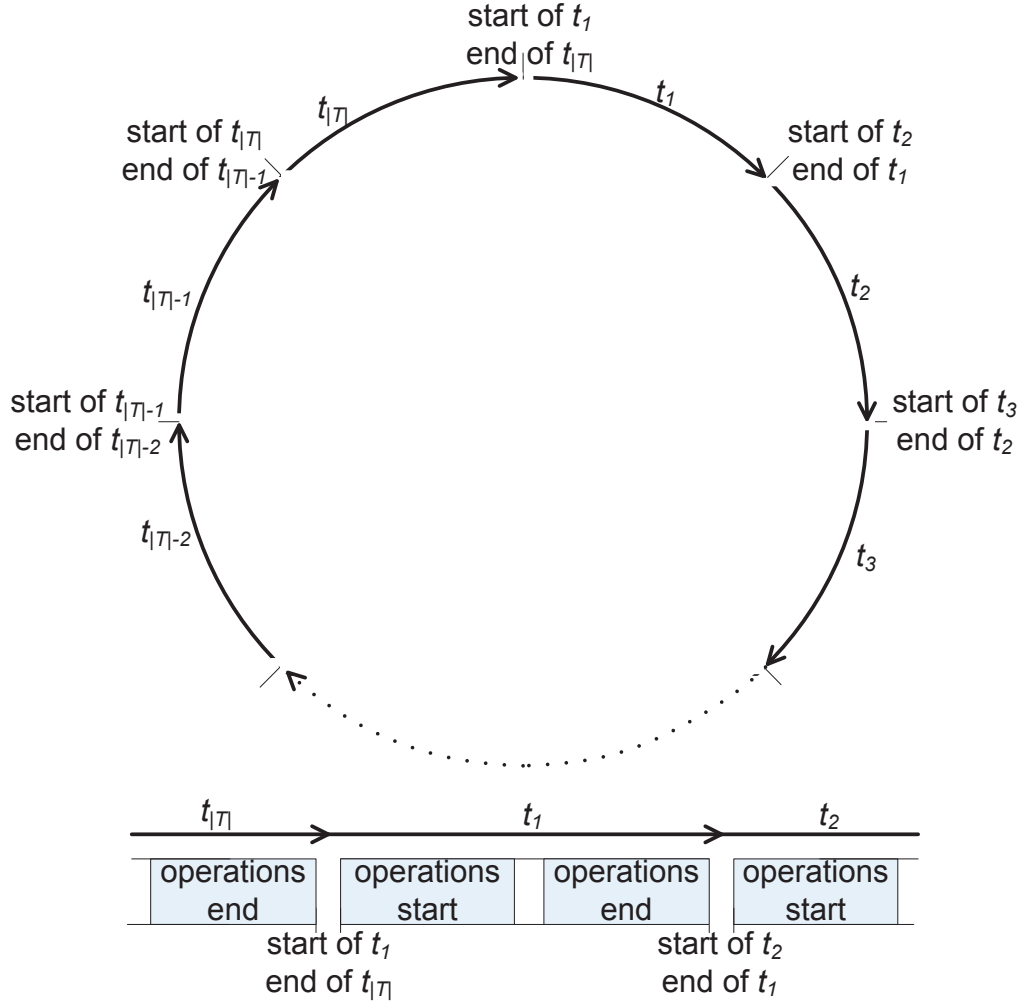 start of t₁
end of t|T|
t|T|
t₁
start of t|T|
end of t|T|-1
start of t₂
end of t₁
t|T|-1
t₂
start of t|T|-1
end of t|T|-2
start of t₃
end of t₂
t|T|-2
t₃
t|T|
t₁
t₂
operations
end
operations
start
operations
end
operations
start
start of t₁
end of t|T|
start of t₂
end of t₁